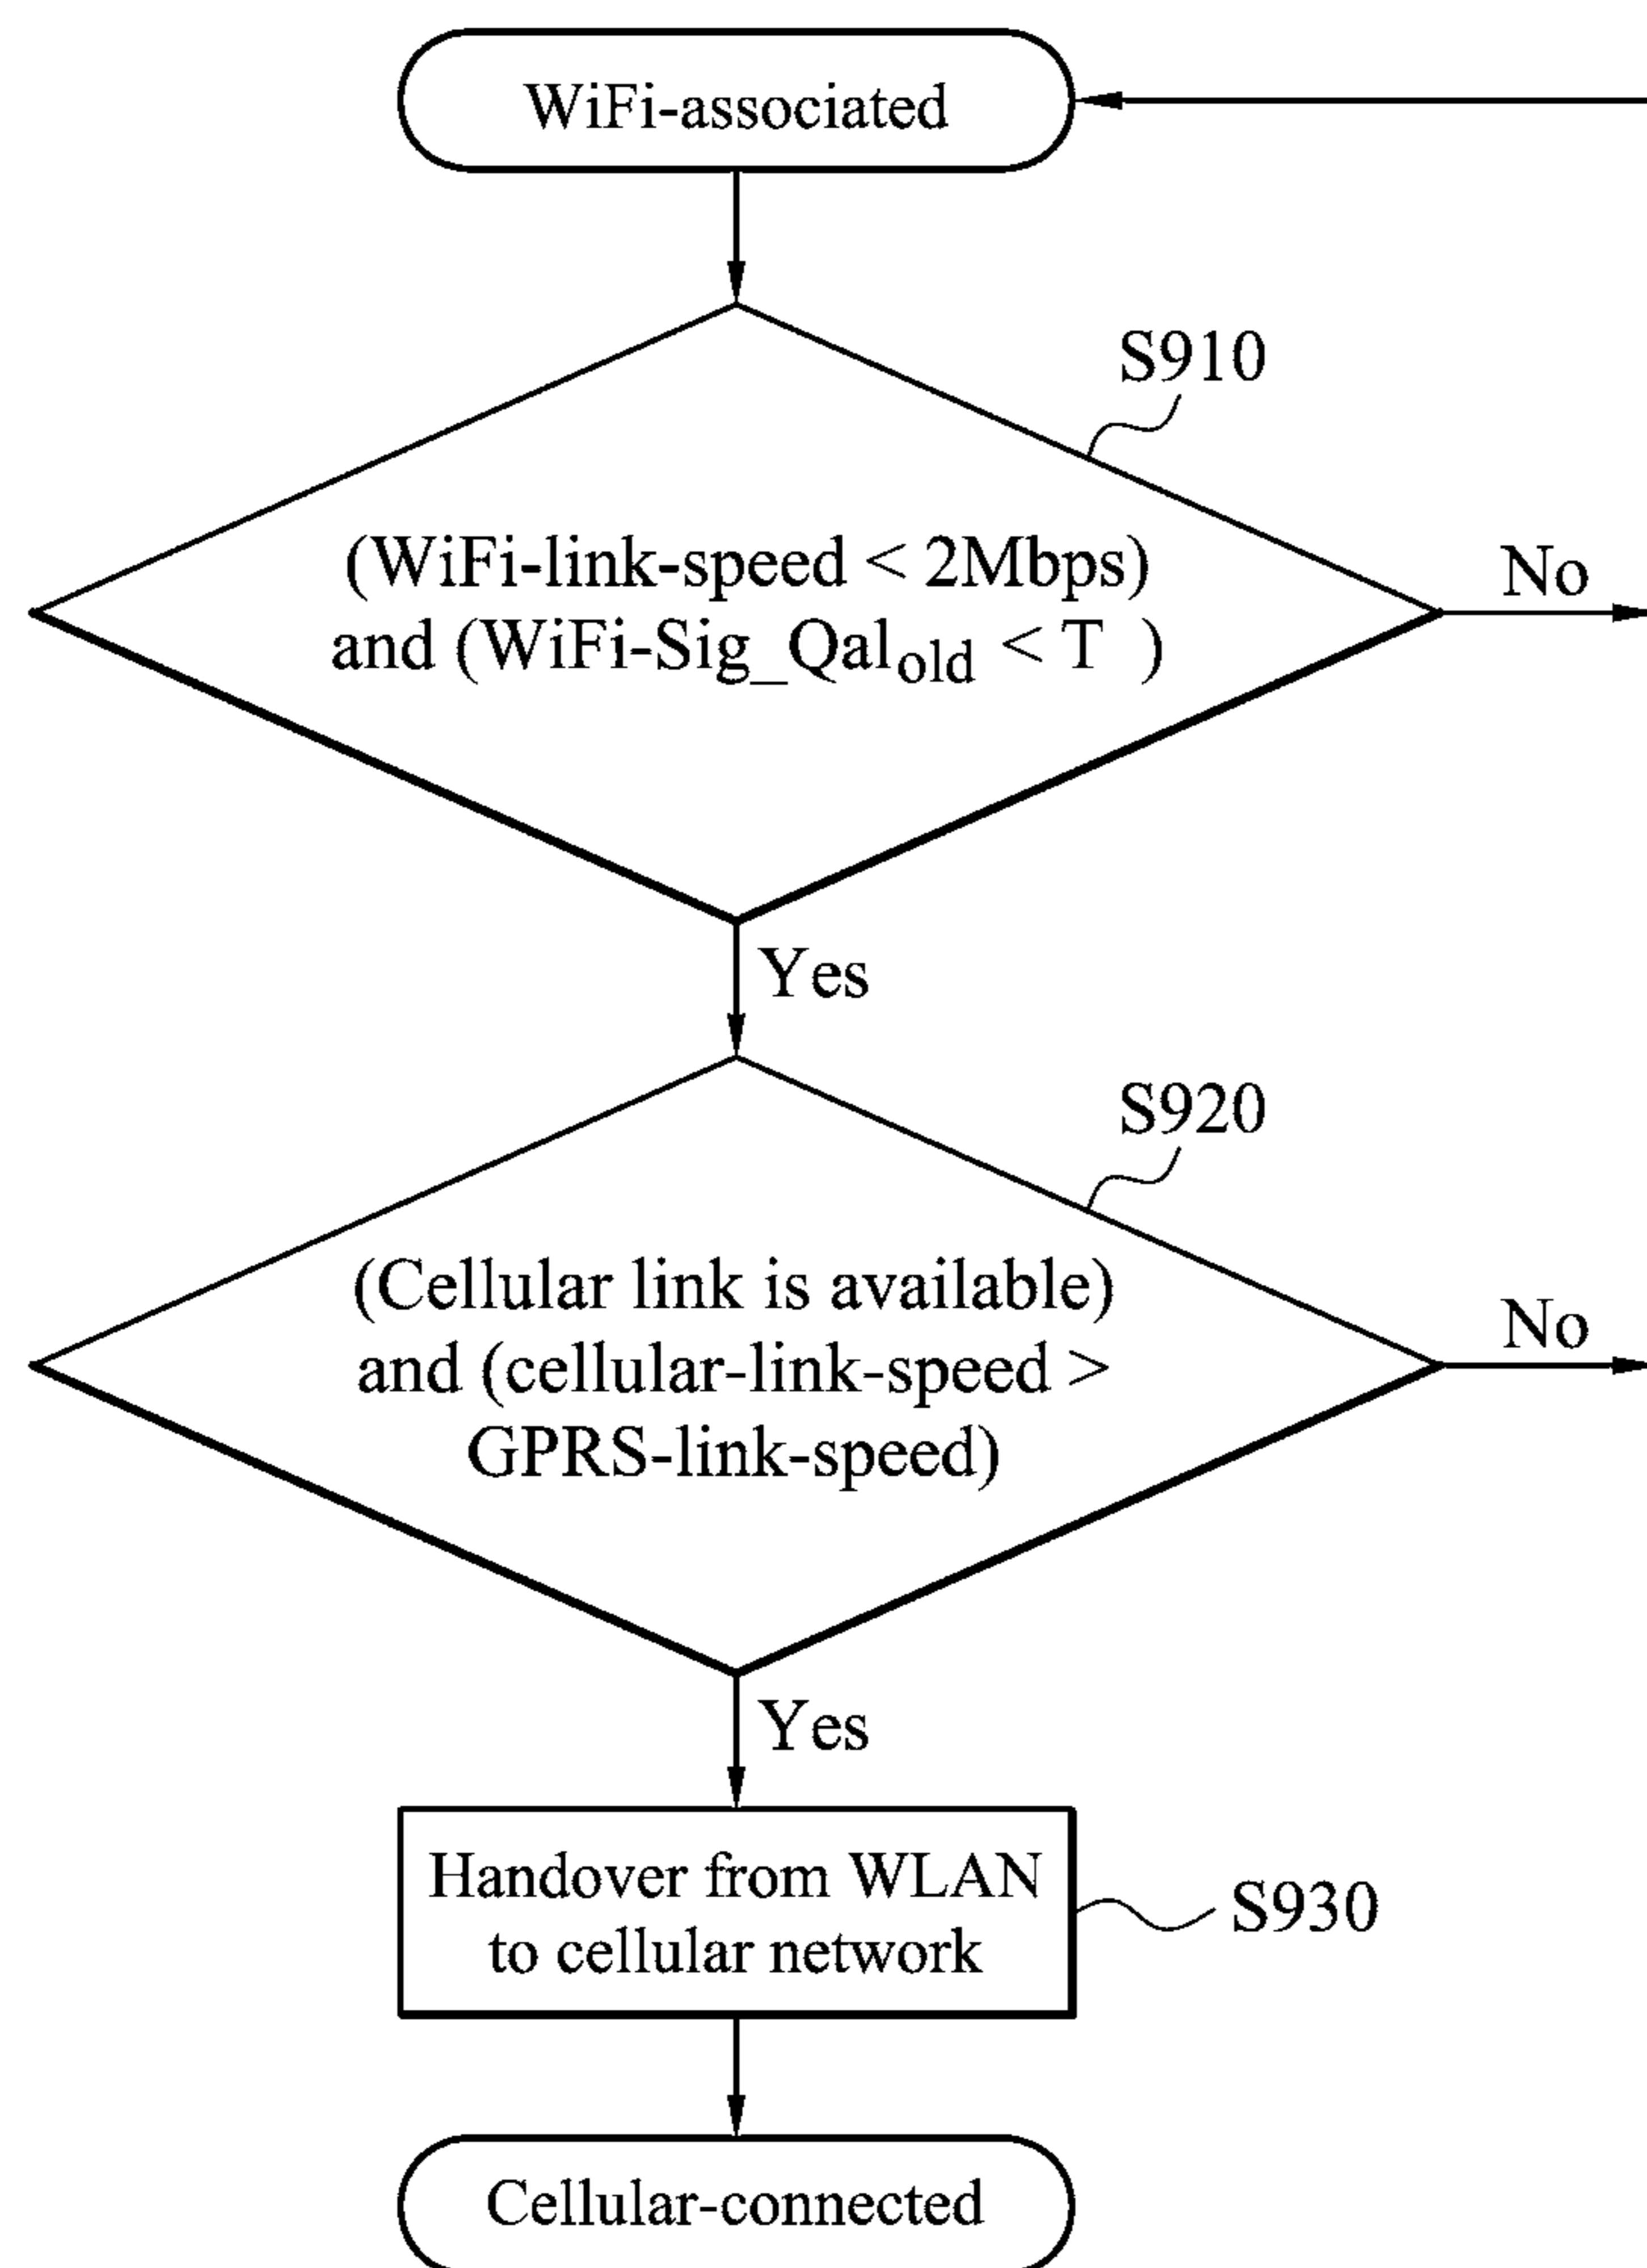 WiFi-associated
S910
(WiFi-link-speed < 2Mbps)
and (WiFi-Sig_Qalold < T )
No
Yes
S920
(Cellular link is available)
and (cellular-link-speed >
GPRS-link-speed)
No
Yes
Handover from WLAN
to cellular network
S930
Cellular-connected